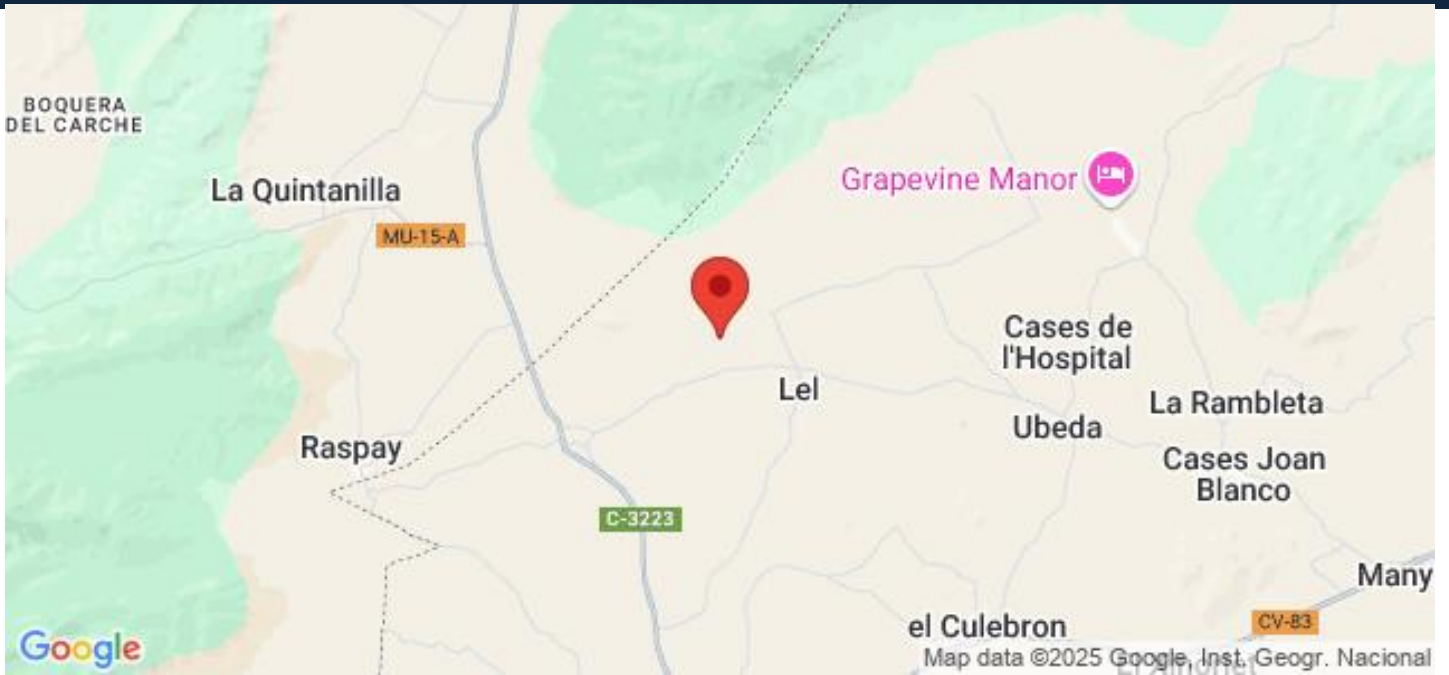 BOQUERA
DEL CARCHE
La Quintanilla
MU-15-A
Grapevine Manor
Cases de
l'Hospital
Lel
La Rambleta
Ubeda
Raspay
Cases Joan
Blanco
C-3223
Many
CV-83
el Culebron
Google
Map data ©2025 Google, Inst. Geogr. Nacional